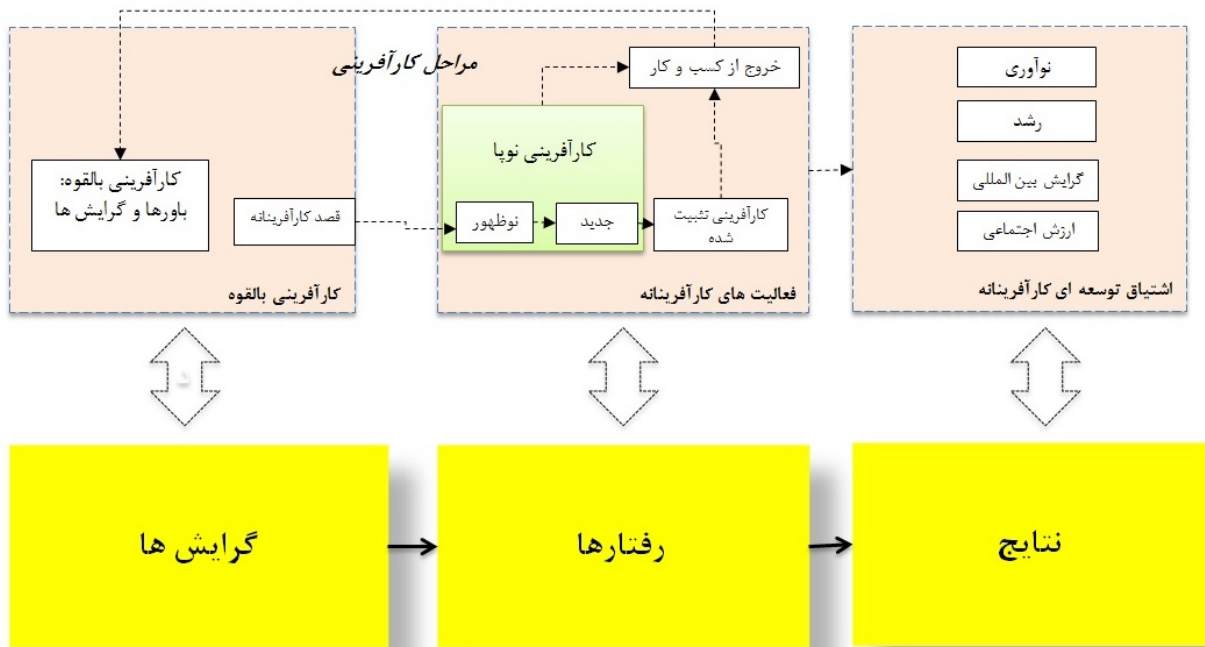 مراحل کارآفرینی
کارآفرینی بالقوه:
باورها و گرایش ها
قصد کارآفرینانه
کارآفرینی بالقوه
خروج از کسب و کار
کارآفرینی نوپا
نوظهور
جدید
کارآفرینی تثبیت
شده
فعالیت های کارآفرینانه
نوآوری
رشد
گرایش بین المللی
ارزش اجتماعی
اشتیاق توسعه ای کارآفرینانه
گرایش ها
رفتارها
نتایج